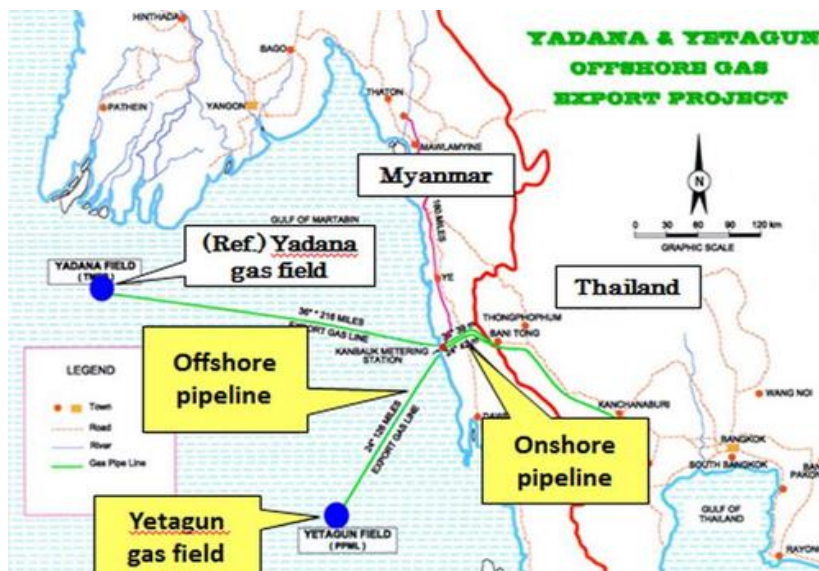 YADANA & YETAGUN
OFFSHORE GAS
EXPORT PROJECT
HINTHADA
BAGO
PATHEIN
YANGON
THATON
MAWLAMYINE
Myanmar
N
0 30 60 90 120 km
GRAPHIC SCALE
GULF OF MARTABIN
180 MILES
(Ref.) Yadana
gas field
YADANA FIELD
YE
Thailand
THONGPHOPHUM
BANI TONG
36" * 216 MILES
EXPORT GAS LINE
KANBAUK METERING
STATION
Offshore
pipeline
LEGEND
Town
Road
River
Gas Pipe Line
24" 126 MILES
EXPORT GAS LINE
KANCHANABURI
WANG NOI
Onshore
pipeline
BANGKOK
SOUTH BANGKOK
GULF OF
THAILAND
Yetagun
gas field
YETAGUN FIELD
(PPML)